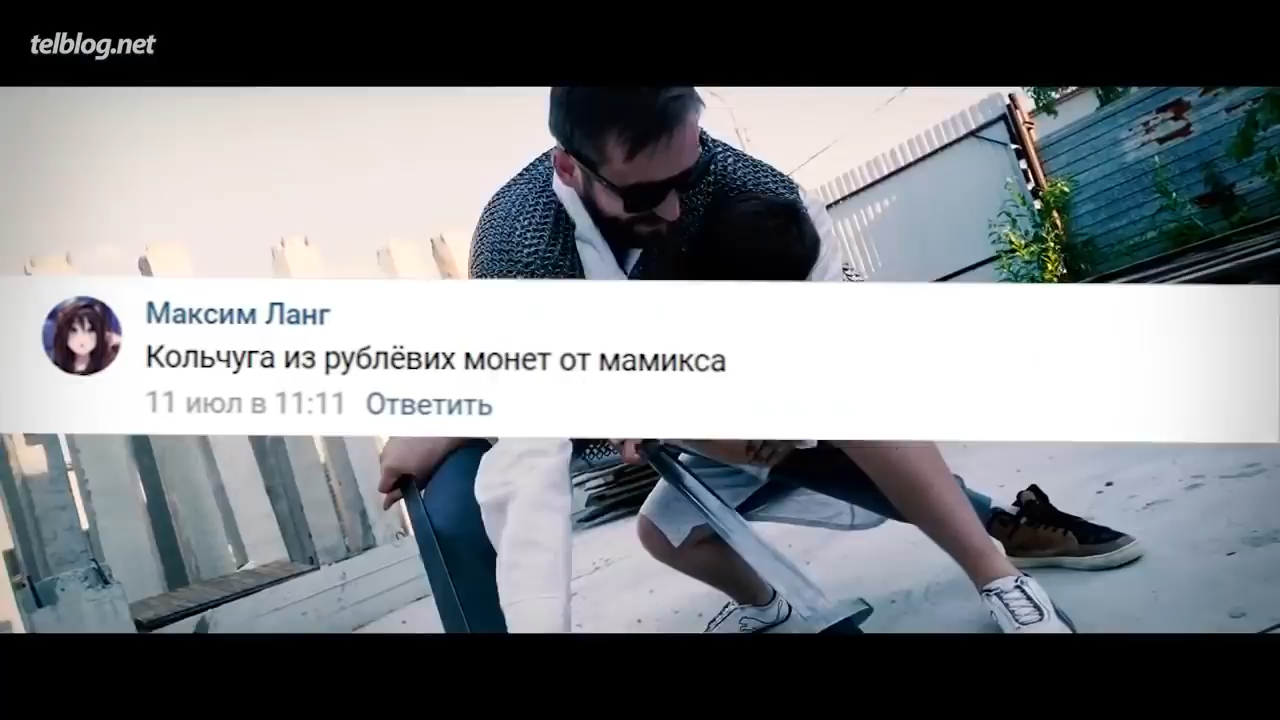 telblog.net
Максим Ланг
Кольчуга из рублёвих монет от мамикса
11 июл в 11:11 Ответить